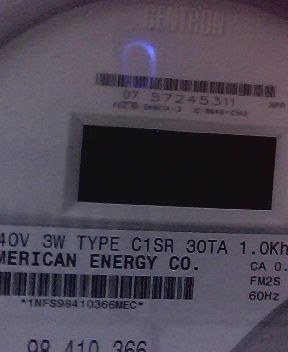 CENTRON
07 57245311
40V 3W TYPE C1SR 30TA 1.0Kh
MERICAN ENERGY CO.
CA 0.
FM2S
60Hz
*1NFS98410366MEC*
98 410 366